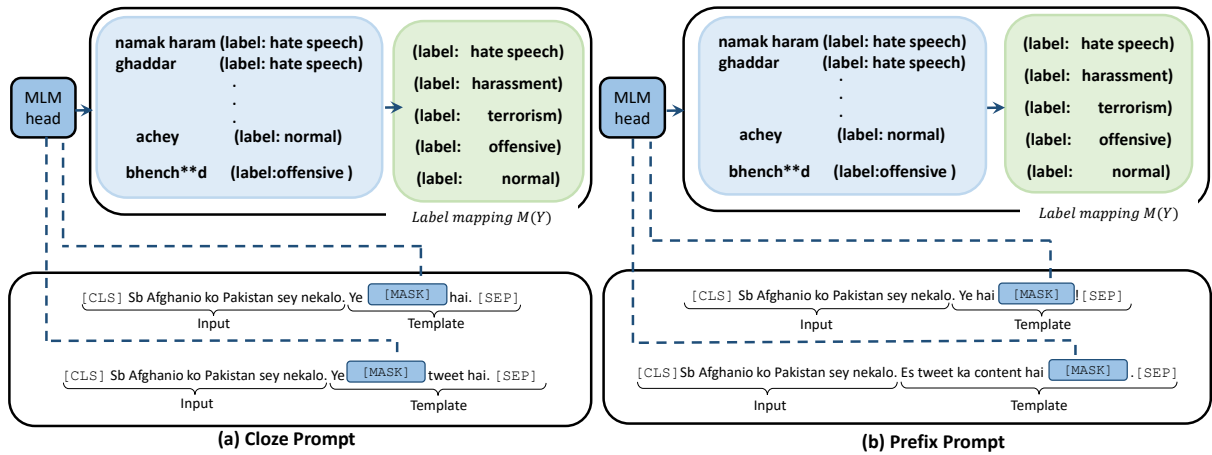 MLM
head
namak haram (label: hate speech)
ghaddar (label: hate speech)
.
.
.
achey (label: normal)
bhench**d (label:offensive )
(label: hate speech)
(label: harassment)
(label: terrorism)
(label: offensive)
(label: normal)
Label mapping M(Y)
[CLS] Sb Afghanio ko Pakistan sey nekalo. Ye [MASK] hai. [SEP]
Input Template
[CLS] Sb Afghanio ko Pakistan sey nekalo. Ye [MASK] tweet hai. [SEP]
Input Template
(a) Cloze Prompt
MLM
head
namak haram (label: hate speech)
ghaddar (label: hate speech)
.
.
.
achey (label: normal)
bhench**d (label:offensive )
(label: hate speech)
(label: harassment)
(label: terrorism)
(label: offensive)
(label: normal)
Label mapping M(Y)
[CLS] Sb Afghanio ko Pakistan sey nekalo. Ye hai [MASK] ! [SEP]
Input Template
[CLS] Sb Afghanio ko Pakistan sey nekalo. Es tweet ka content hai [MASK] . [SEP]
Input Template
(b) Prefix Prompt